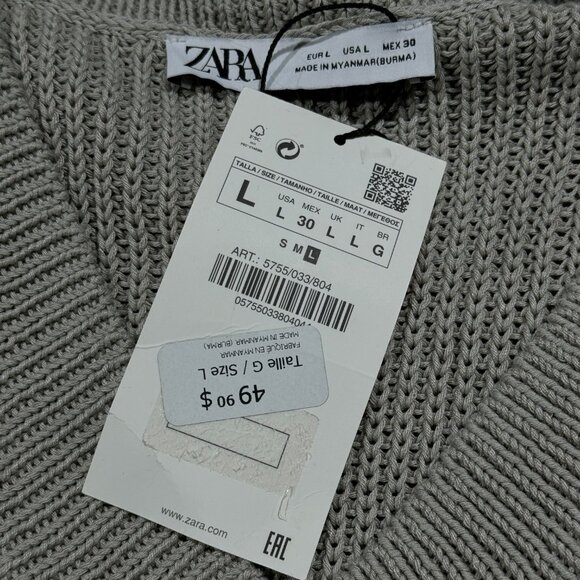 ZARA
EUR L USA L MEX 30
MADE IN MYANMAR(BURMA)
FSC
TALLA / SIZE / TAMANHO / TAILLE / MAAT / ΜΕΓΕΘΟΣ
L
USA MEX UK IT BR
L 30 L L G
S M L
ART.: 5755/033/804
49.90 $
Taille G / Size L
FABRIQUÉ EN MYANMAR
MADE IN MYANMAR (BURMA)
www.zara.com
EAC